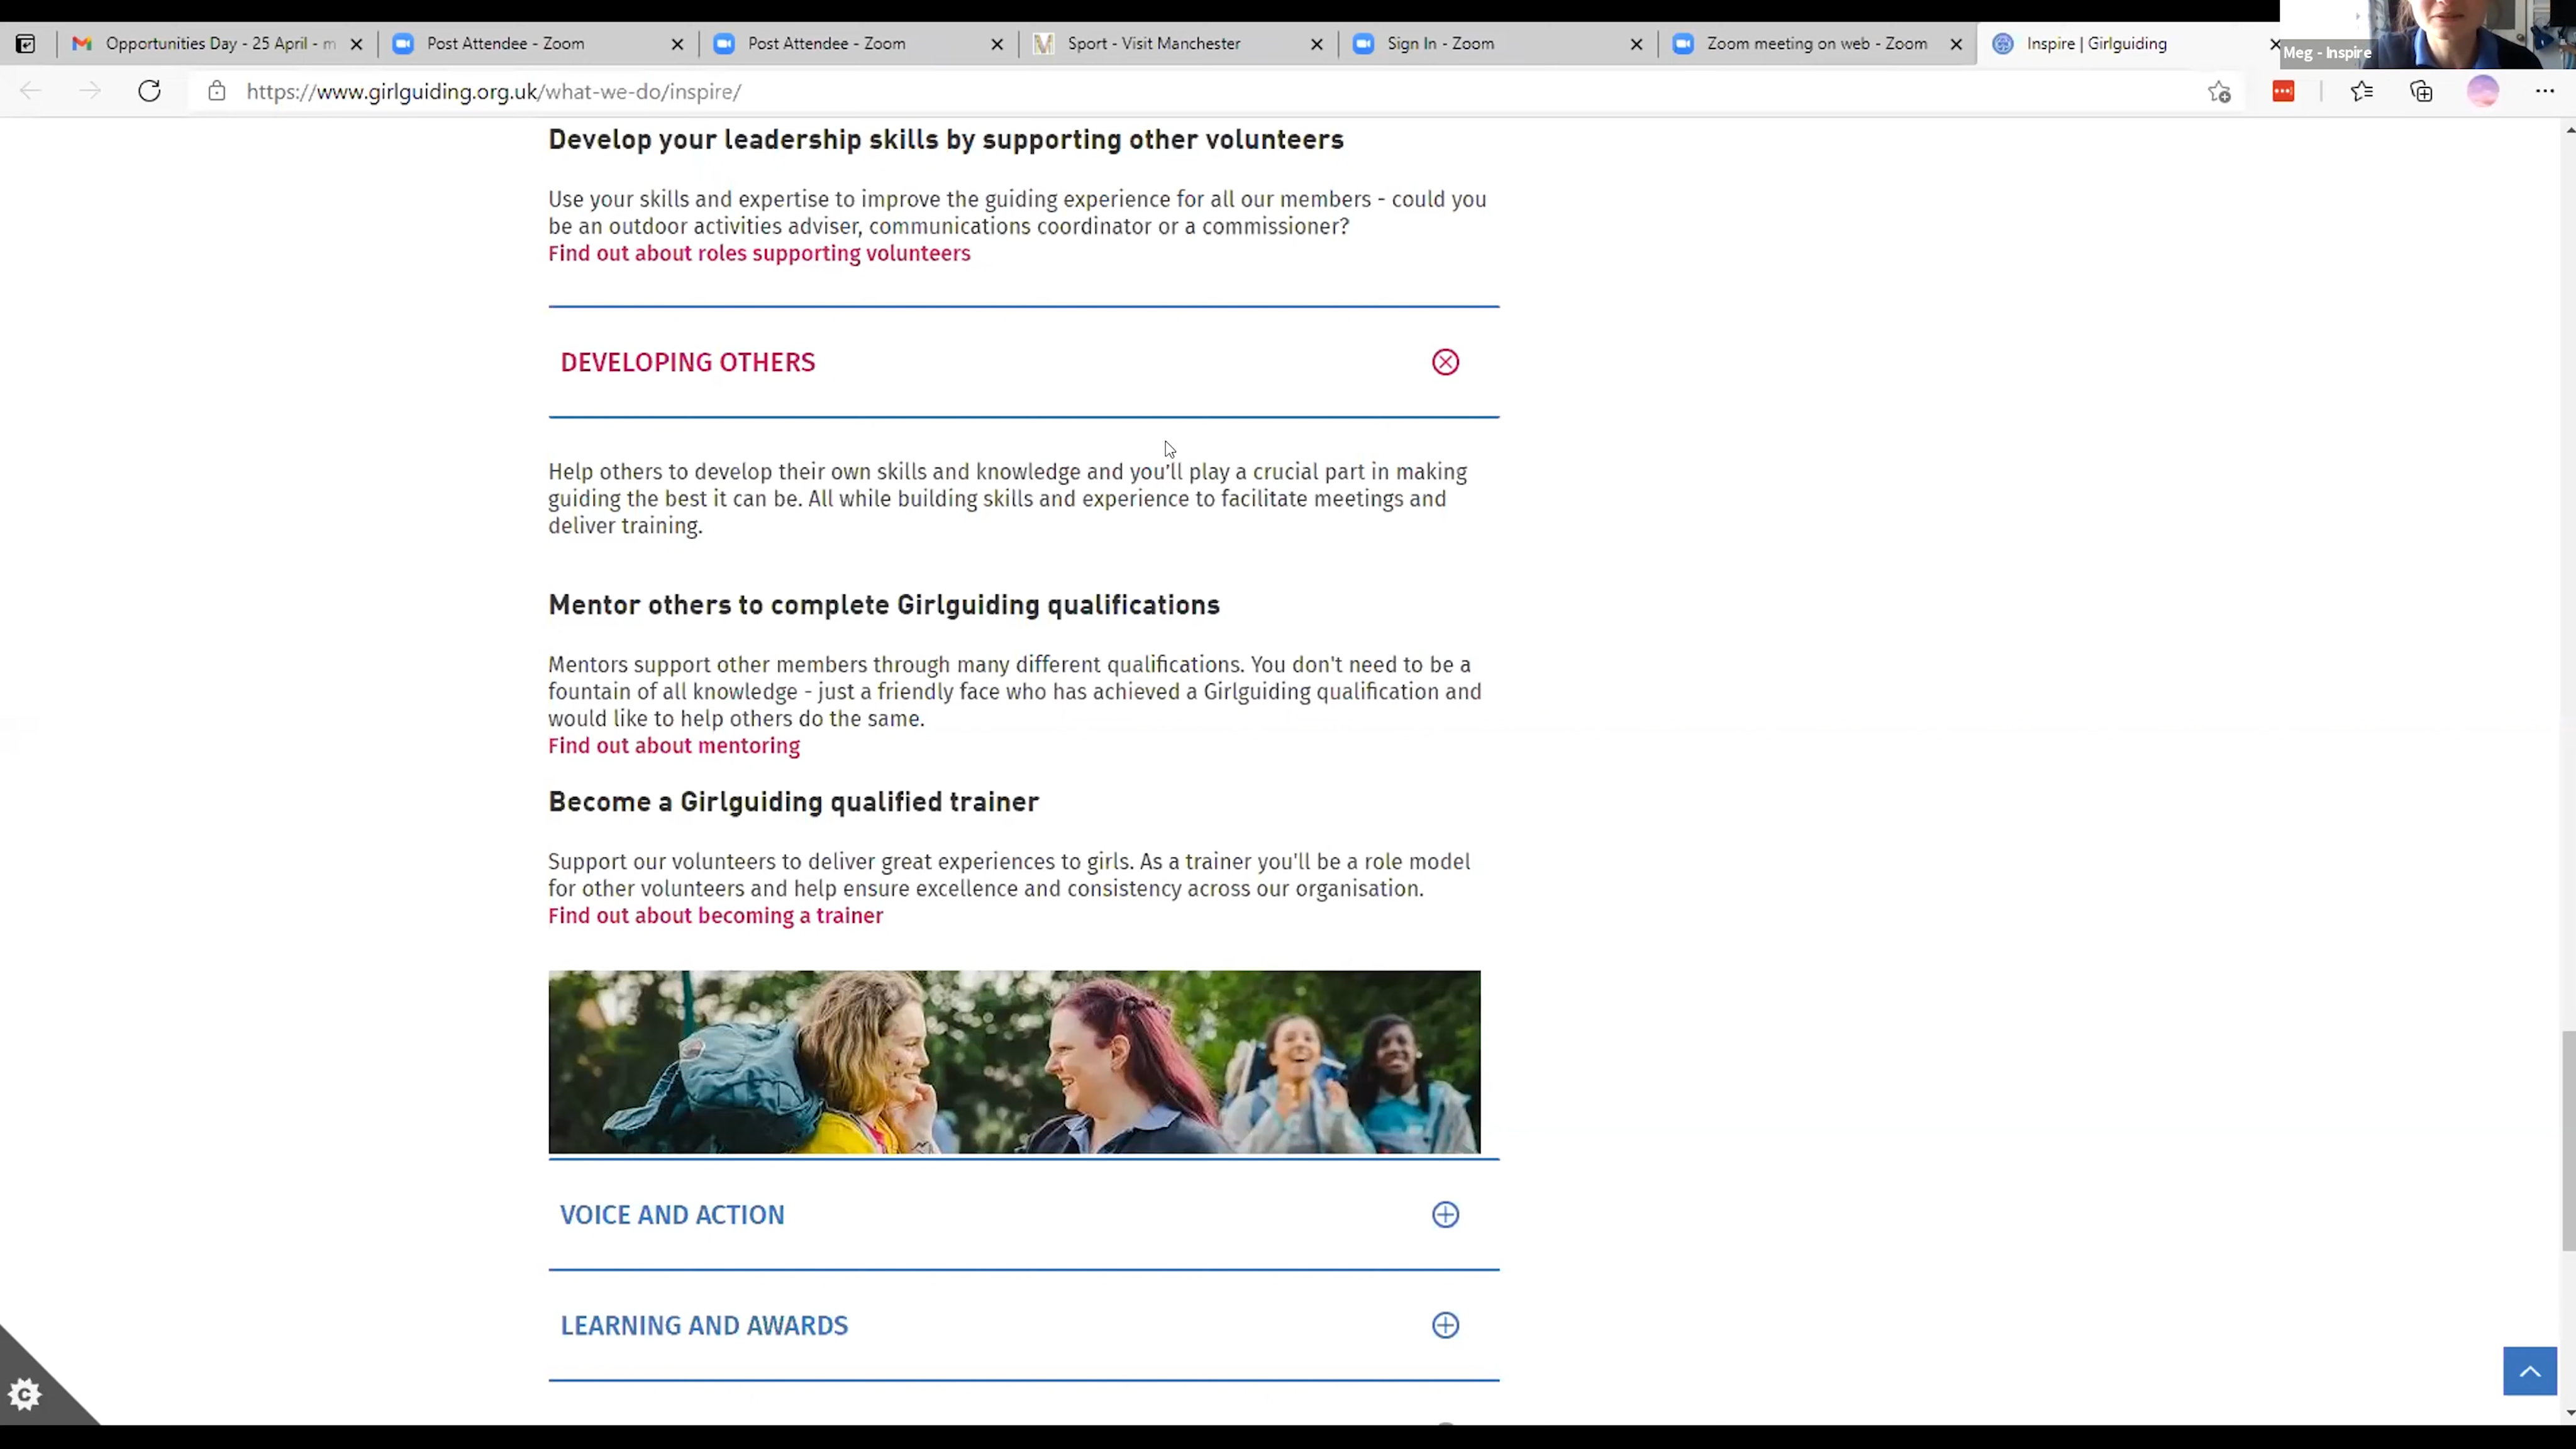 Opportunities Day - 25 April - m
Post Attendee - Zoom
Post Attendee - Zoom
Sport - Visit Manchester
Sign In - Zoom
Zoom meeting on web - Zoom
Inspire | Girlguiding
Meg - Inspire
https://www.girlguiding.org.uk/what-we-do/inspire/
Develop your leadership skills by supporting other volunteers
Use your skills and expertise to improve the guiding experience for all our members - could you
be an outdoor activities adviser, communications coordinator or a commissioner?
Find out about roles supporting volunteers
DEVELOPING OTHERS
Help others to develop their own skills and knowledge and you'll play a crucial part in making
guiding the best it can be. All while building skills and experience to facilitate meetings and
deliver training.
Mentor others to complete Girlguiding qualifications
Mentors support other members through many different qualifications. You don't need to be a
fountain of all knowledge - just a friendly face who has achieved a Girlguiding qualification and
would like to help others do the same.
Find out about mentoring
Become a Girlguiding qualified trainer
Support our volunteers to deliver great experiences to girls. As a trainer you'll be a role model
for other volunteers and help ensure excellence and consistency across our organisation.
Find out about becoming a trainer
VOICE AND ACTION
LEARNING AND AWARDS